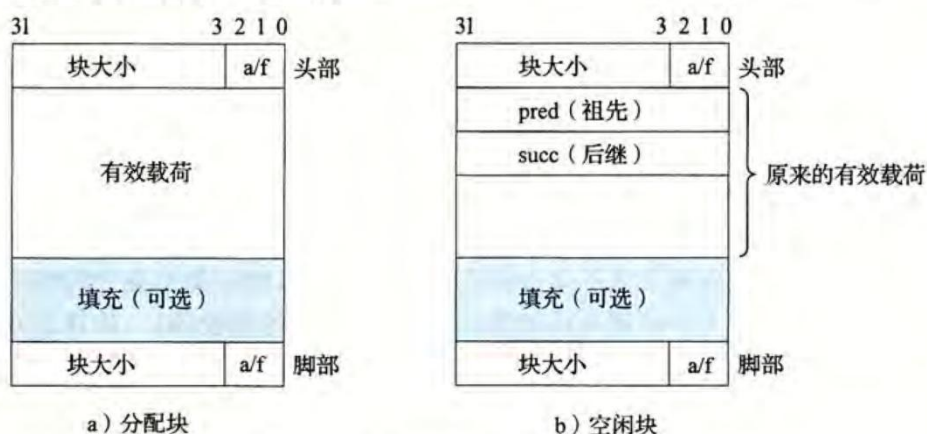 31 3 2 1 0
块大小 a/f 头部
有效载荷
填充（可选）
块大小 a/f 脚部
a）分配块
31 3 2 1 0
块大小 a/f 头部
pred（祖先）
succ（后继）
原来的有效载荷
填充（可选）
块大小 a/f 脚部
b）空闲块